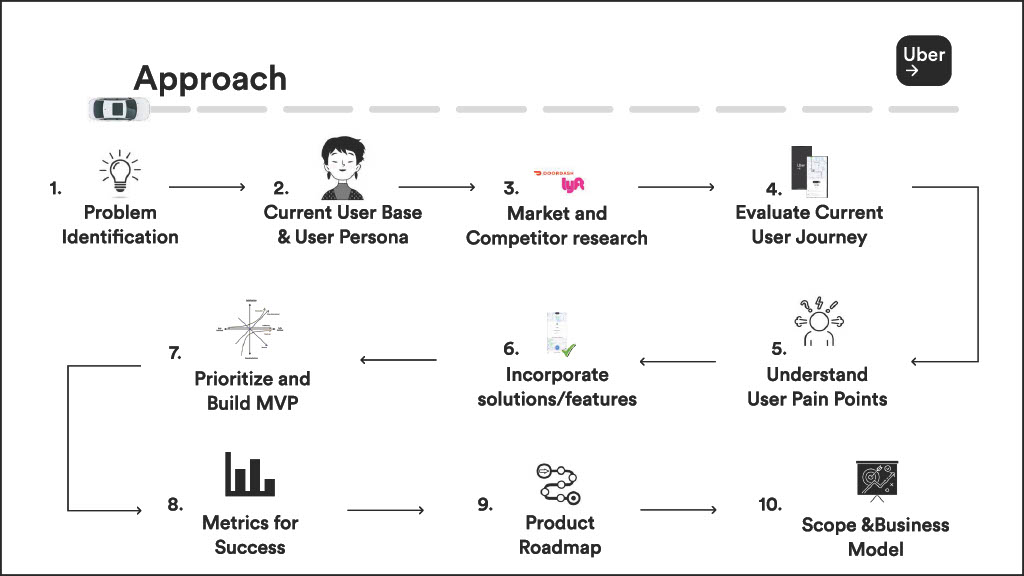 Uber
Approach
1.
Problem
Identification
2.
Current User Base
& User Persona
3.
DOORDASH
lyft
Market and
Competitor research
4.
Evaluate Current
User Journey
5.
Understand
User Pain Points
6.
Incorporate
solutions/features
7.
Prioritize and
Build MVP
8.
Metrics for
Success
9.
Product
Roadmap
10.
Scope &Business
Model